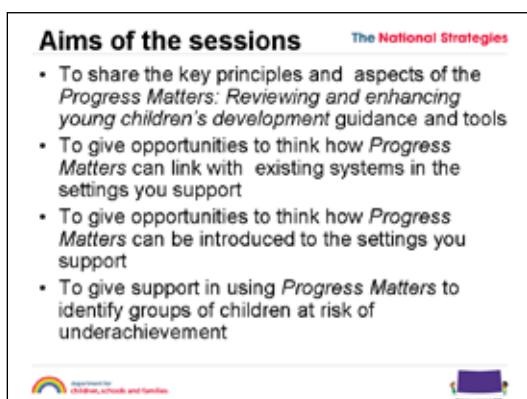 Aims of the sessions
The National Strategies
• To share the key principles and aspects of the
Progress Matters: Reviewing and enhancing
young children's development guidance and tools
• To give opportunities to think how Progress
Matters can link with existing systems in the
settings you support
• To give opportunities to think how Progress
Matters can be introduced to the settings you
support
• To give support in using Progress Matters to
identify groups of children at risk of
underachievement
department for
children, schools and families